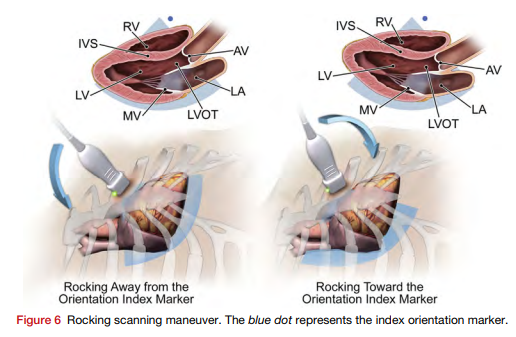 RV
IVS
AV
LV
LA
MV
LVOT
RV
IVS
AV
LV
LA
MV
LVOT
Rocking Away from the
Orientation Index Marker
Rocking Toward the
Orientation Index Marker
Figure 6 Rocking scanning maneuver. The blue dot represents the index orientation marker.